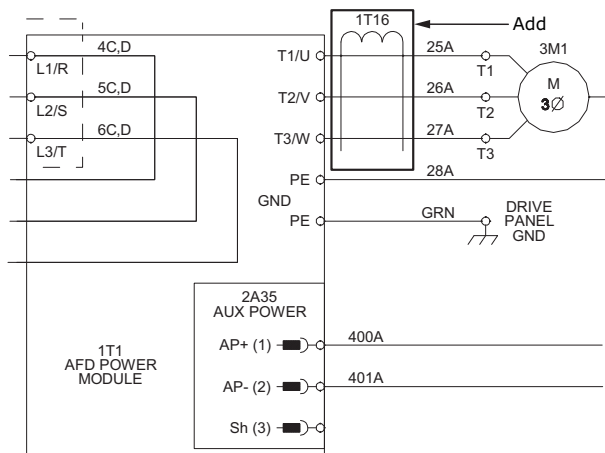 1T16
Add
4C,D
T1/U
25A
3M1
L1/R
T1
5C,D
T2/V
26A
M
L2/S
T2
3Ø
6C,D
T3/W
27A
L3/T
T3
PE
28A
GND
PE
GRN
DRIVE
PANEL
GND
2A35
AUX POWER
1T1
AFD POWER
MODULE
AP+ (1)
400A
AP- (2)
401A
Sh (3)